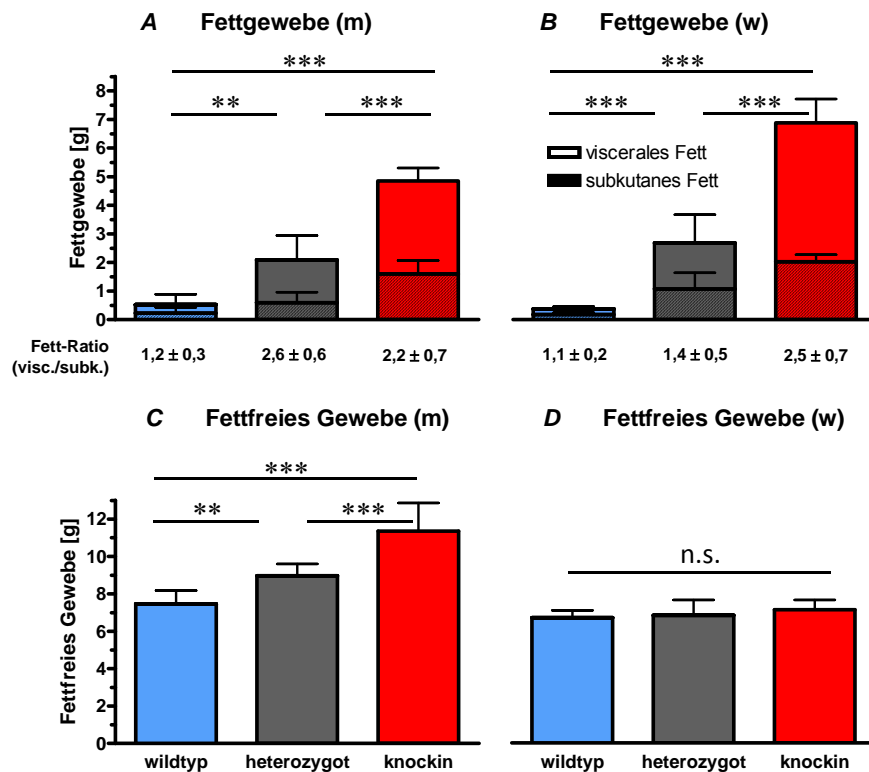 A Fettgewebe (m)
B Fettgewebe (w)
***
** ***
***
*** ***
Fettgewebe [g]
8
7
6
5
4
3
2
1
0
viscerales Fett
subkutanes Fett
Fett-Ratio
(visc./subk.)
1,2 ± 0,3 2,6 ± 0,6 2,2 ± 0,7
1,1 ± 0,2 1,4 ± 0,5 2,5 ± 0,7
C Fettfreies Gewebe (m)
D Fettfreies Gewebe (w)
***
** ***
n.s.
Fettfreies Gewebe [g]
12
10
8
6
4
2
0
wildtyp heterozygot knockin
wildtyp heterozygot knockin